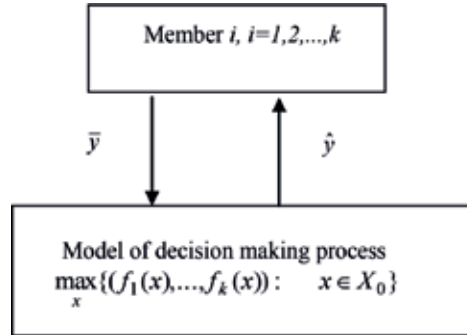 Member i, i=1,2,...,k
ȳ ŷ
Model of decision making process
max{(f₁(x),...,fₖ(x)) : x ∈ X₀}
x